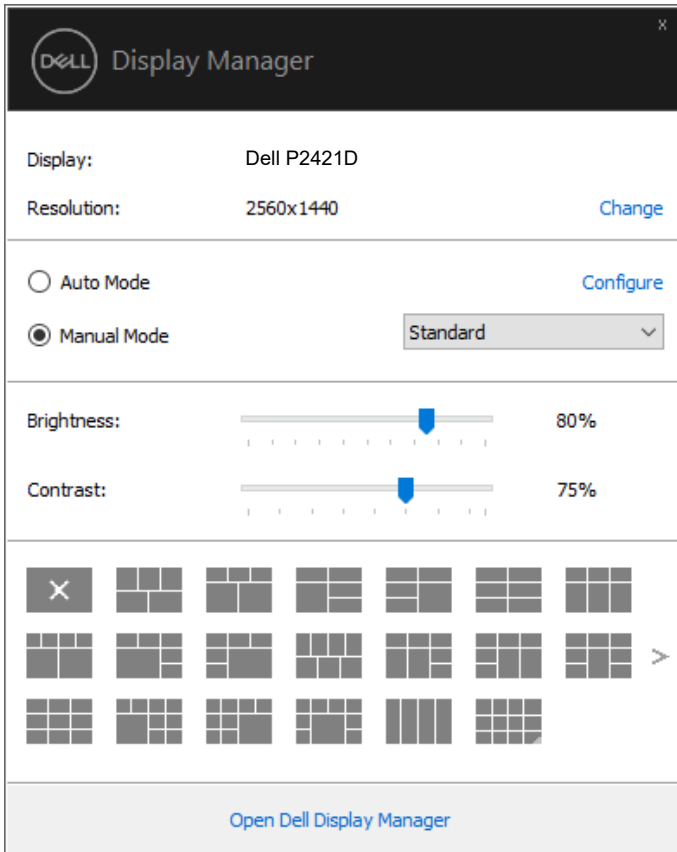 x
DELL Display Manager
Display: Dell P2421D
Resolution: 2560x1440 Change
Auto Mode Configure
Manual Mode Standard
Brightness: 80%
Contrast: 75%
Open Dell Display Manager